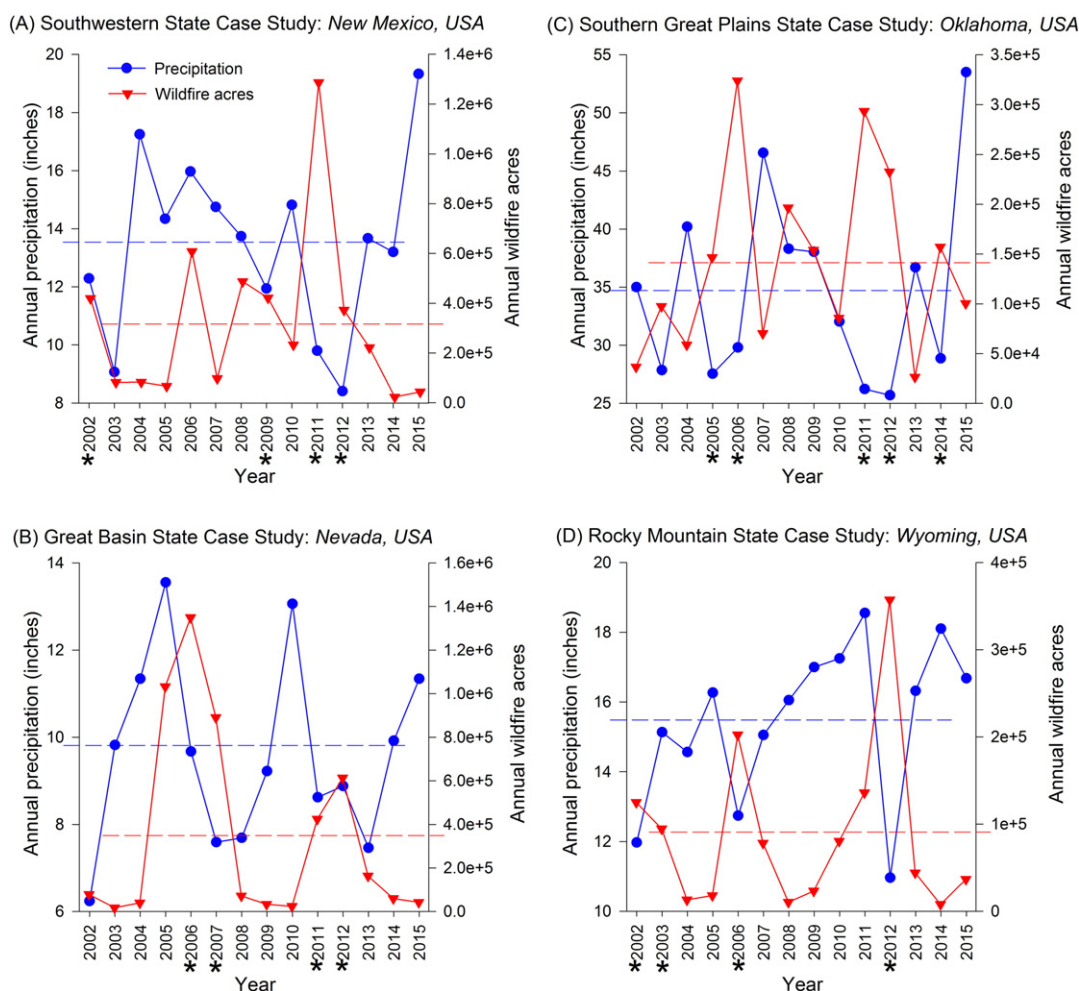 (A) Southwestern State Case Study: New Mexico, USA
20
18
16
14
12
10
8
Annual precipitation (inches)
Precipitation
Wildfire acres
1.4e+6
1.2e+6
1.0e+6
8.0e+5
6.0e+5
4.0e+5
2.0e+5
0.0
Annual wildfire acres
2002 2003 2004 2005 2006 2007 2008 2009 2010 2011 2012 2013 2014 2015
* * * *
Year
(C) Southern Great Plains State Case Study: Oklahoma, USA
55
50
45
40
35
30
25
Annual precipitation (inches)
3.5e+5
3.0e+5
2.5e+5
2.0e+5
1.5e+5
1.0e+5
5.0e+4
0.0
Annual wildfire acres
2002 2003 2004 2005 2006 2007 2008 2009 2010 2011 2012 2013 2014 2015
* * * * *
Year
(B) Great Basin State Case Study: Nevada, USA
14
12
10
8
6
Annual precipitation (inches)
1.6e+6
1.4e+6
1.2e+6
1.0e+6
8.0e+5
6.0e+5
4.0e+5
2.0e+5
0.0
Annual wildfire acres
2002 2003 2004 2005 2006 2007 2008 2009 2010 2011 2012 2013 2014 2015
* * * *
Year
(D) Rocky Mountain State Case Study: Wyoming, USA
20
18
16
14
12
10
Annual precipitation (inches)
4e+5
3e+5
2e+5
1e+5
0
Annual wildfire acres
2002 2003 2004 2005 2006 2007 2008 2009 2010 2011 2012 2013 2014 2015
* * * *
Year